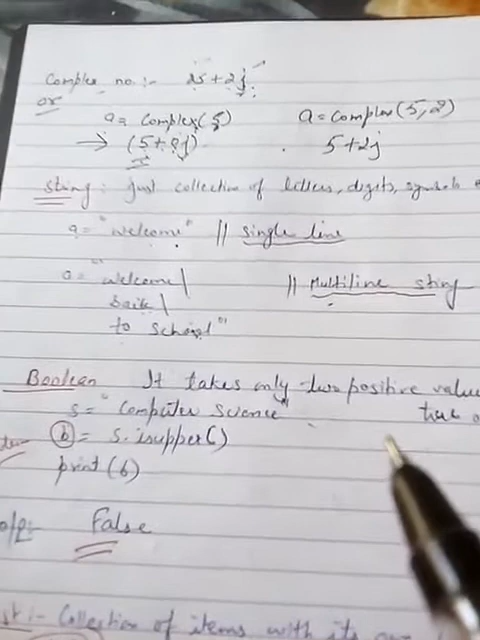 Complex no.:- 25+2j
or
a = complex(5) a = complex(5,2)
→ (5+0j) 5+2j
string: just collection of letters, digits, symbols
a = "welcome" // single line
a = "welcome\ // Multiline string
back\
to school"
Boolean It takes only two positive value
s = "Computer science" true
b = s.isupper()
print(b)
o/p:- False
Collection of items with its